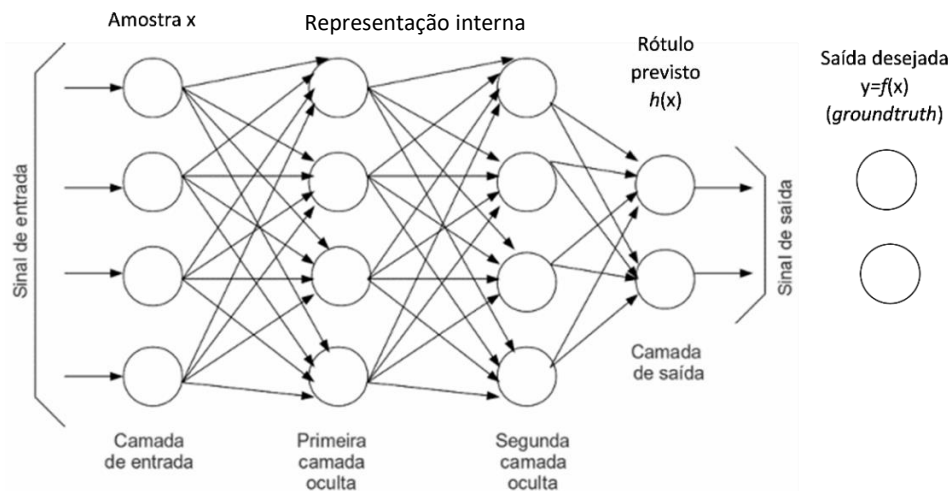 Amostra x
Representação interna
Rótulo
previsto
h(x)
Saída desejada
y=f(x)
(groundtruth)
Sinal de entrada
Sinal de saída
Camada
de saída
Camada
de entrada
Primeira
camada
oculta
Segunda
camada
oculta